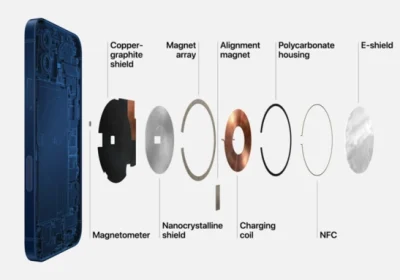 Copper-
graphite
shield
Magnet
array
Alignment
magnet
Polycarbonate
housing
E-shield
Magnetometer
Nanocrystalline
shield
Charging
coil
NFC